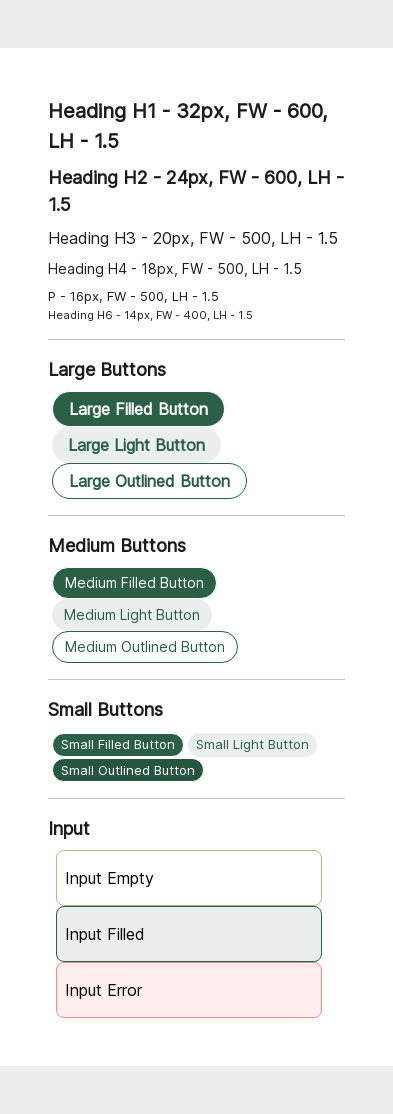 Heading H1 - 32px, FW - 600,
LH - 1.5
Heading H2 - 24px, FW - 600, LH -
1.5
Heading H3 - 20px, FW - 500, LH - 1.5
Heading H4 - 18px, FW - 500, LH - 1.5
P - 16px, FW - 500, LH - 1.5
Heading H6 - 14px, FW - 400, LH - 1.5
Large Buttons
Large Filled Button
Large Light Button
Large Outlined Button
Medium Buttons
Medium Filled Button
Medium Light Button
Medium Outlined Button
Small Buttons
Small Filled Button Small Light Button
Small Outlined Button
Input
Input Empty
Input Filled
Input Error